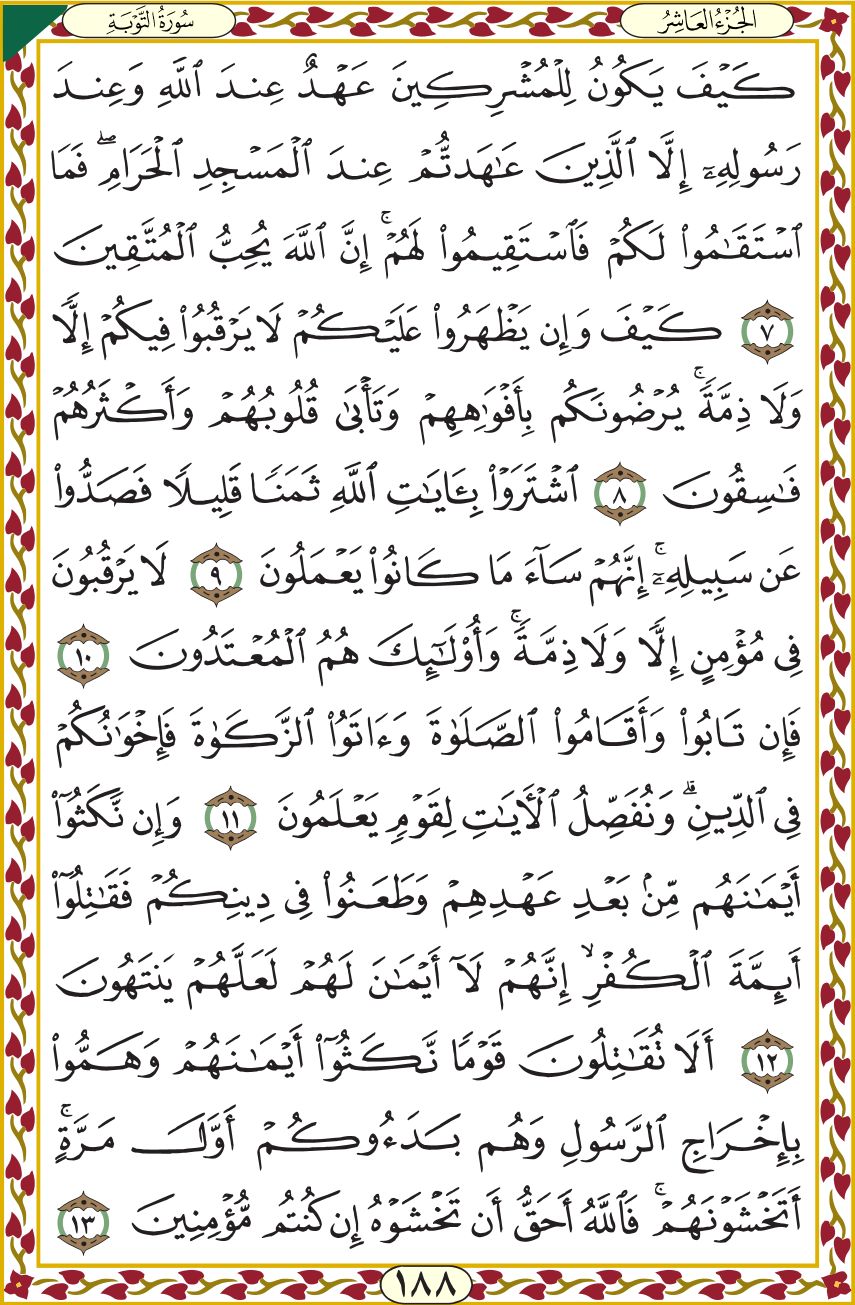 الجُزْءُ العَاشِرُ
سُورَةُ التَّوْبَةِ
كَيْفَ يَكُونُ لِلْمُشْرِكِينَ عَهْدٌ عِندَ ٱللَّهِ وَعِندَ
رَسُولِهِۦٓ إِلَّا ٱلَّذِينَ عَـٰهَدتُّمْ عِندَ ٱلْمَسْجِدِ ٱلْحَرَامِ ۖ فَمَا
ٱسْتَقَـٰمُوا۟ لَكُمْ فَٱسْتَقِيمُوا۟ لَهُمْ ۚ إِنَّ ٱللَّهَ يُحِبُّ ٱلْمُتَّقِينَ
٧ كَيْفَ وَإِن يَظْهَرُوا۟ عَلَيْكُمْ لَا يَرْقُبُوا۟ فِيكُمْ إِلًّا
وَلَا ذِمَّةً ۚ يُرْضُونَكُم بِأَفْوَٰهِهِمْ وَتَأْبَىٰ قُلُوبُهُمْ وَأَكْثَرُهُمْ
فَـٰسِقُونَ ٨ ٱشْتَرَوْا۟ بِـَٔايَـٰتِ ٱللَّهِ ثَمَنًا قَلِيلًا فَصَدُّوا۟
عَن سَبِيلِهِۦٓ ۚ إِنَّهُمْ سَآءَ مَا كَانُوا۟ يَعْمَلُونَ ٩ لَا يَرْقُبُونَ
فِى مُؤْمِنٍ إِلًّا وَلَا ذِمَّةً ۚ وَأُو۟لَـٰٓئِكَ هُمُ ٱلْمُعْتَدُونَ ١٠
فَإِن تَابُوا۟ وَأَقَامُوا۟ ٱلصَّلَوٰةَ وَءَاتَوُا۟ ٱلزَّكَوٰةَ فَإِخْوَٰنُكُمْ
فِى ٱلدِّينِ ۗ وَنُفَصِّلُ ٱلْـَٔايَـٰتِ لِقَوْمٍ يَعْلَمُونَ ١١ وَإِن نَّكَثُوٓا۟
أَيْمَـٰنَهُم مِّنۢ بَعْدِ عَهْدِهِمْ وَطَعَنُوا۟ فِى دِينِكُمْ فَقَـٰتِلُوٓا۟
أَئِمَّةَ ٱلْكُفْرِ ۙ إِنَّهُمْ لَآ أَيْمَـٰنَ لَهُمْ لَعَلَّهُمْ يَنتَهُونَ
١٢ أَلَا تُقَـٰتِلُونَ قَوْمًا نَّكَثُوٓا۟ أَيْمَـٰنَهُمْ وَهَمُّوا۟
بِإِخْرَاجِ ٱلرَّسُولِ وَهُم بَدَءُوكُمْ أَوَّلَ مَرَّةٍ ۚ
أَتَخْشَوْنَهُمْ ۚ فَٱللَّهُ أَحَقُّ أَن تَخْشَوْهُ إِن كُنتُم مُّؤْمِنِينَ ١٣
١٨٨